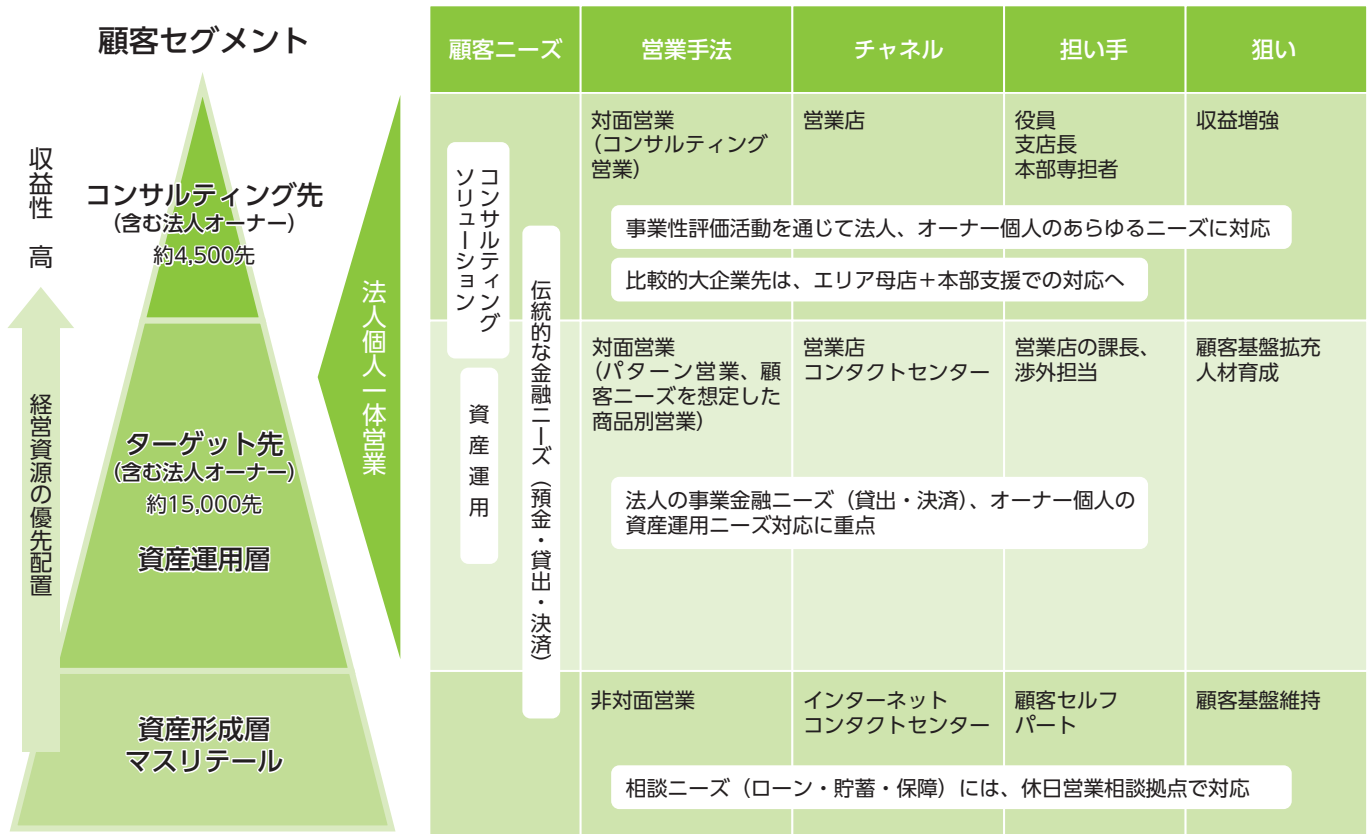 顧客セグメント
収益性 高
経営資源の優先配置
コンサルティング先
(含む法人オーナー)
約4,500先
ターゲット先
(含む法人オーナー)
約15,000先
資産運用層
資産形成層
マスリテール
法人個人一体営業
顧客ニーズ
営業手法
チャネル
担い手
狙い
コンサルティング
ソリューション
資産運用
伝統的な金融ニーズ（預金・貸出・決済）
対面営業
(コンサルティング
営業)
営業店
役員
支店長
本部専担者
収益増強
事業性評価活動を通じて法人、オーナー個人のあらゆるニーズに対応
比較的大企業先は、エリア母店＋本部支援での対応へ
対面営業
(パターン営業、顧
客ニーズを想定した
商品別営業)
営業店
コンタクトセンター
営業店の課長、
渉外担当
顧客基盤拡充
人材育成
法人の事業金融ニーズ（貸出・決済）、オーナー個人の
資産運用ニーズ対応に重点
非対面営業
インターネット
コンタクトセンター
顧客セルフ
パート
顧客基盤維持
相談ニーズ（ローン・貯蓄・保障）には、休日営業相談拠点で対応